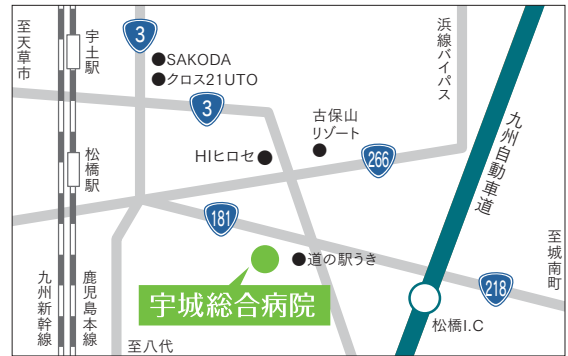 至天草市
宇土駅
3
SAKODA
クロス21UTO
3
浜線バイパス
古保山
リゾート
HIヒロセ
266
九州自動車道
松橋駅
181
道の駅うき
至城南町
宇城総合病院
218
松橋I.C
九州新幹線
鹿児島本線
至八代